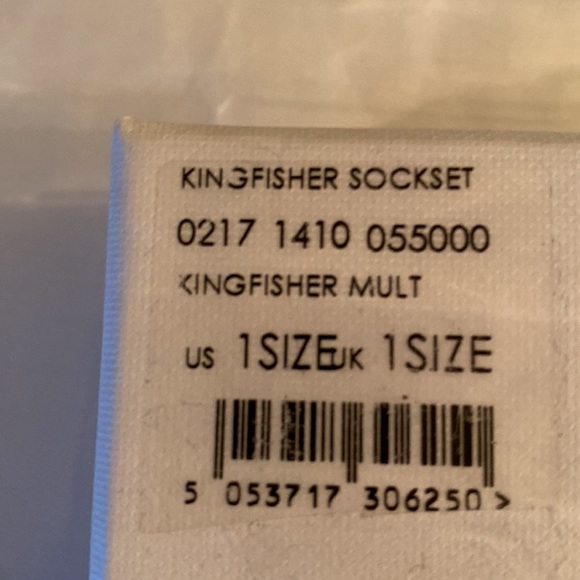 KINGFISHER SOCKSET
0217 1410 055000
KINGFISHER MULT
US 1SIZE UK 1SIZE
5 053717 306250 >